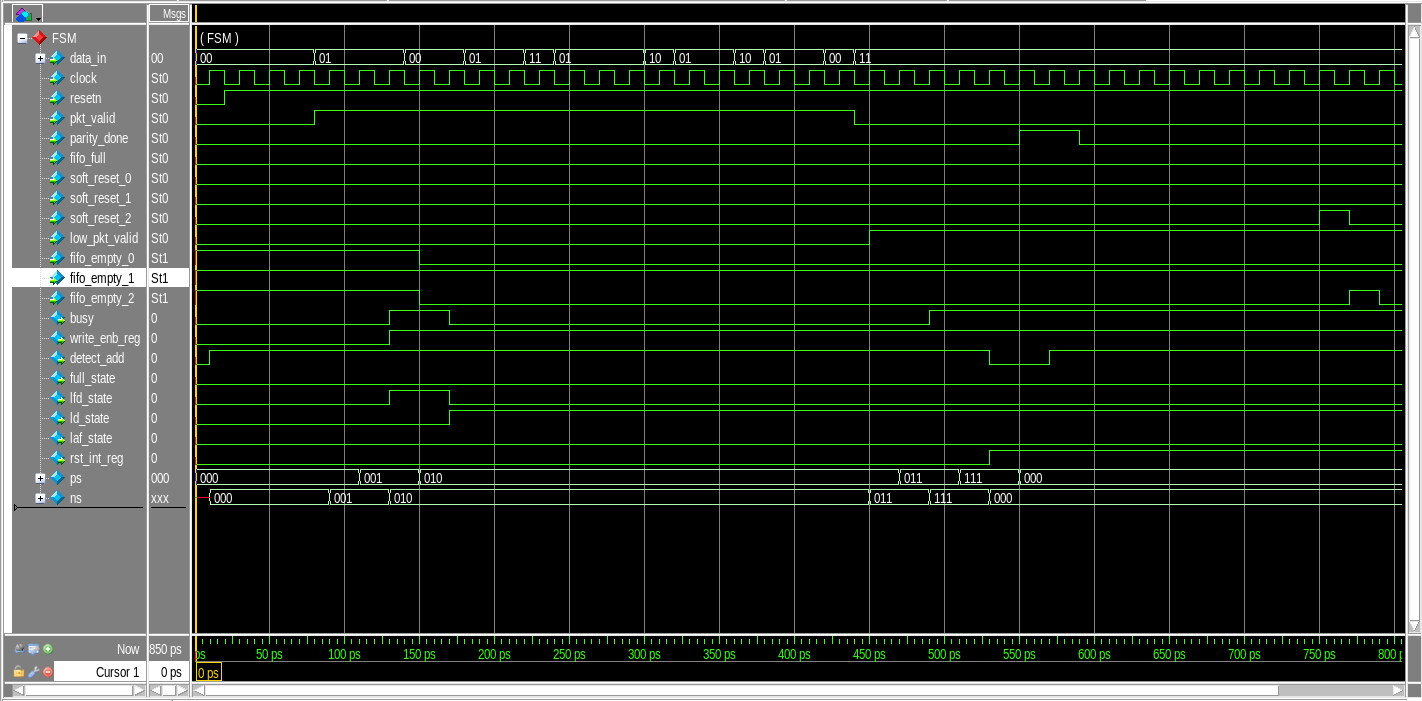 Msgs
FSM ( FSM )
data_in 00 00 01 00 01 11 01 10 01 10 01 00 11
clock St0
resetn St0
pkt_valid St0
parity_done St0
fifo_full St0
soft_reset_0 St0
soft_reset_1 St0
soft_reset_2 St0
low_pkt_valid St0
fifo_empty_0 St1
fifo_empty_1 St1
fifo_empty_2 St1
busy 0
write_enb_reg 0
detect_add 0
full_state 0
lfd_state 0
ld_state 0
laf_state 0
rst_int_reg 0
ps 000 000 001 010 011 111 000
ns xxx 000 001 010 011 111 000
Now 850 ps ps 50 ps 100 ps 150 ps 200 ps 250 ps 300 ps 350 ps 400 ps 450 ps 500 ps 550 ps 600 ps 650 ps 700 ps 750 ps 800 p
Cursor 1 0 ps 0 ps